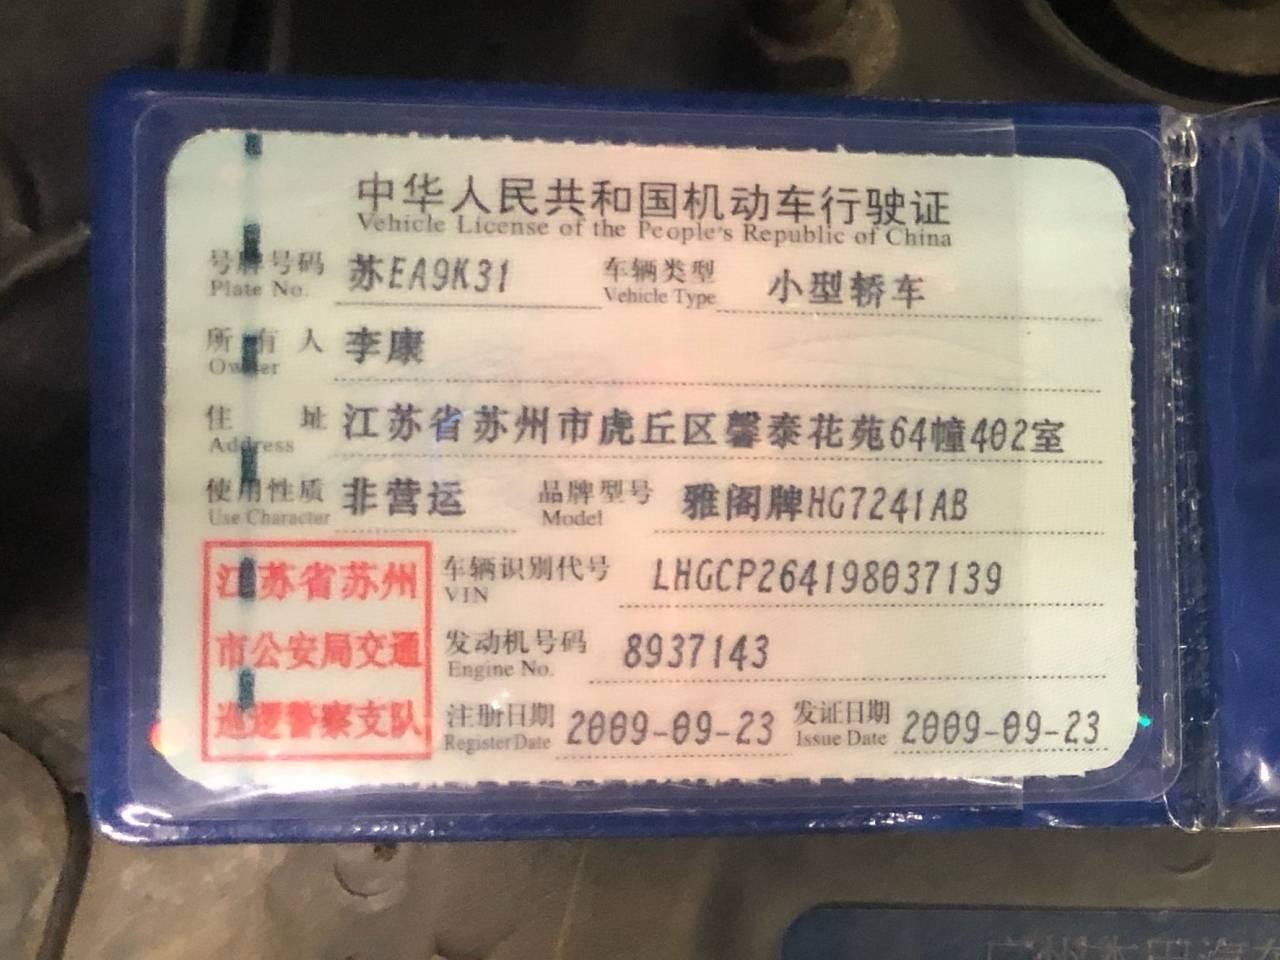 中华人民共和国机动车行驶证
Vehicle License of the People's Republic of China
号牌号码 苏EA9K31 车辆类型 小型轿车
Plate No. Vehicle Type
所有人 李康
Owner
住址 江苏省苏州市虎丘区馨泰花苑64幢402室
Address
使用性质 非营运 品牌型号 雅阁牌HG7241AB
Use Character Model
江苏省苏州
市公安局交通
巡逻警察支队
车辆识别代号 LHGCP264198037139
VIN
发动机号码 8937143
Engine No.
注册日期 2009-09-23 发证日期 2009-09-23
Register Date Issue Date